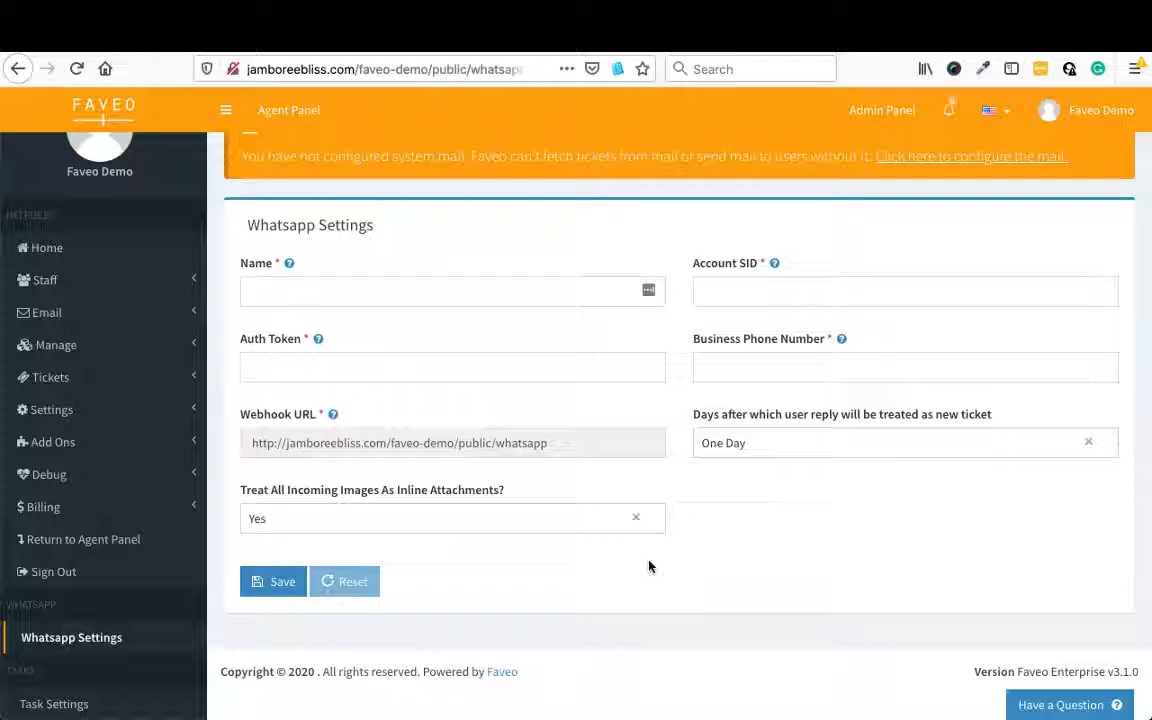 jamboreebliss.com/faveo-demo/public/whatsap
Search
FAVEO
Agent Panel
Admin Panel
Faveo Demo
Faveo Demo
You have not configured system mail. Faveo can't fetch tickets from mail or send mail to users without it. Click here to configure the mail.
HELPDESK
Home
Staff
Email
Manage
Tickets
Settings
Add Ons
Debug
Billing
Return to Agent Panel
Sign Out
WHATSAPP
Whatsapp Settings
TASKS
Task Settings
Whatsapp Settings
Name *
Account SID *
Auth Token *
Business Phone Number *
Webhook URL *
Days after which user reply will be treated as new ticket
http://jamboreebliss.com/faveo-demo/public/whatsapp
One Day
Treat All Incoming Images As Inline Attachments?
Yes
Save
Reset
Copyright © 2020 . All rights reserved. Powered by Faveo
Version Faveo Enterprise v3.1.0
Have a Question